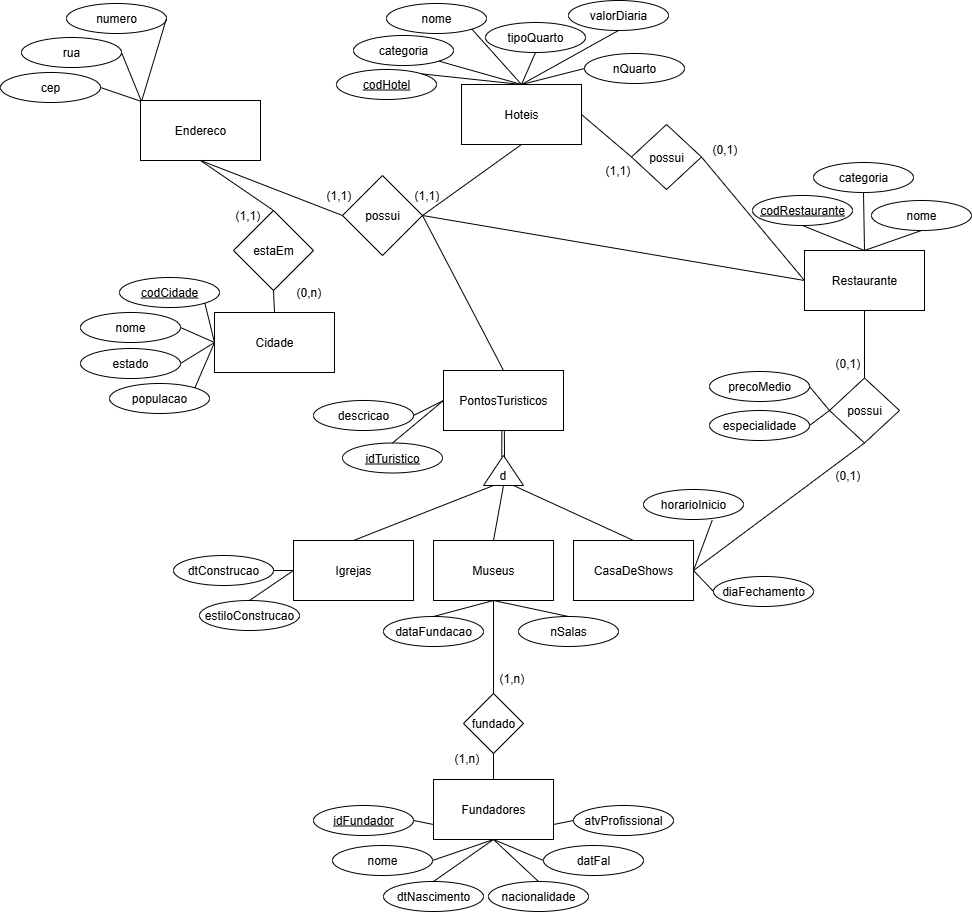 numero
nome
valorDiaria
tipoQuarto
rua
categoria
nQuarto
cep
codHotel
Hoteis
Endereco
possui
(0,1)
(1,1)
categoria
(1,1)
(1,1)
codRestaurante
nome
(1,1)
possui
estaEm
Restaurante
codCidade
(0,n)
nome
Cidade
estado
populacao
(0,1)
precoMedio
PontosTuristicos
possui
descricao
especialidade
idTuristico
d
(0,1)
horarioInicio
dtConstrucao
Igrejas
Museus
CasaDeShows
diaFechamento
estiloConstrucao
dataFundacao
nSalas
(1,n)
fundado
(1,n)
Fundadores
idFundador
atvProfissional
nome
datFal
dtNascimento
nacionalidade